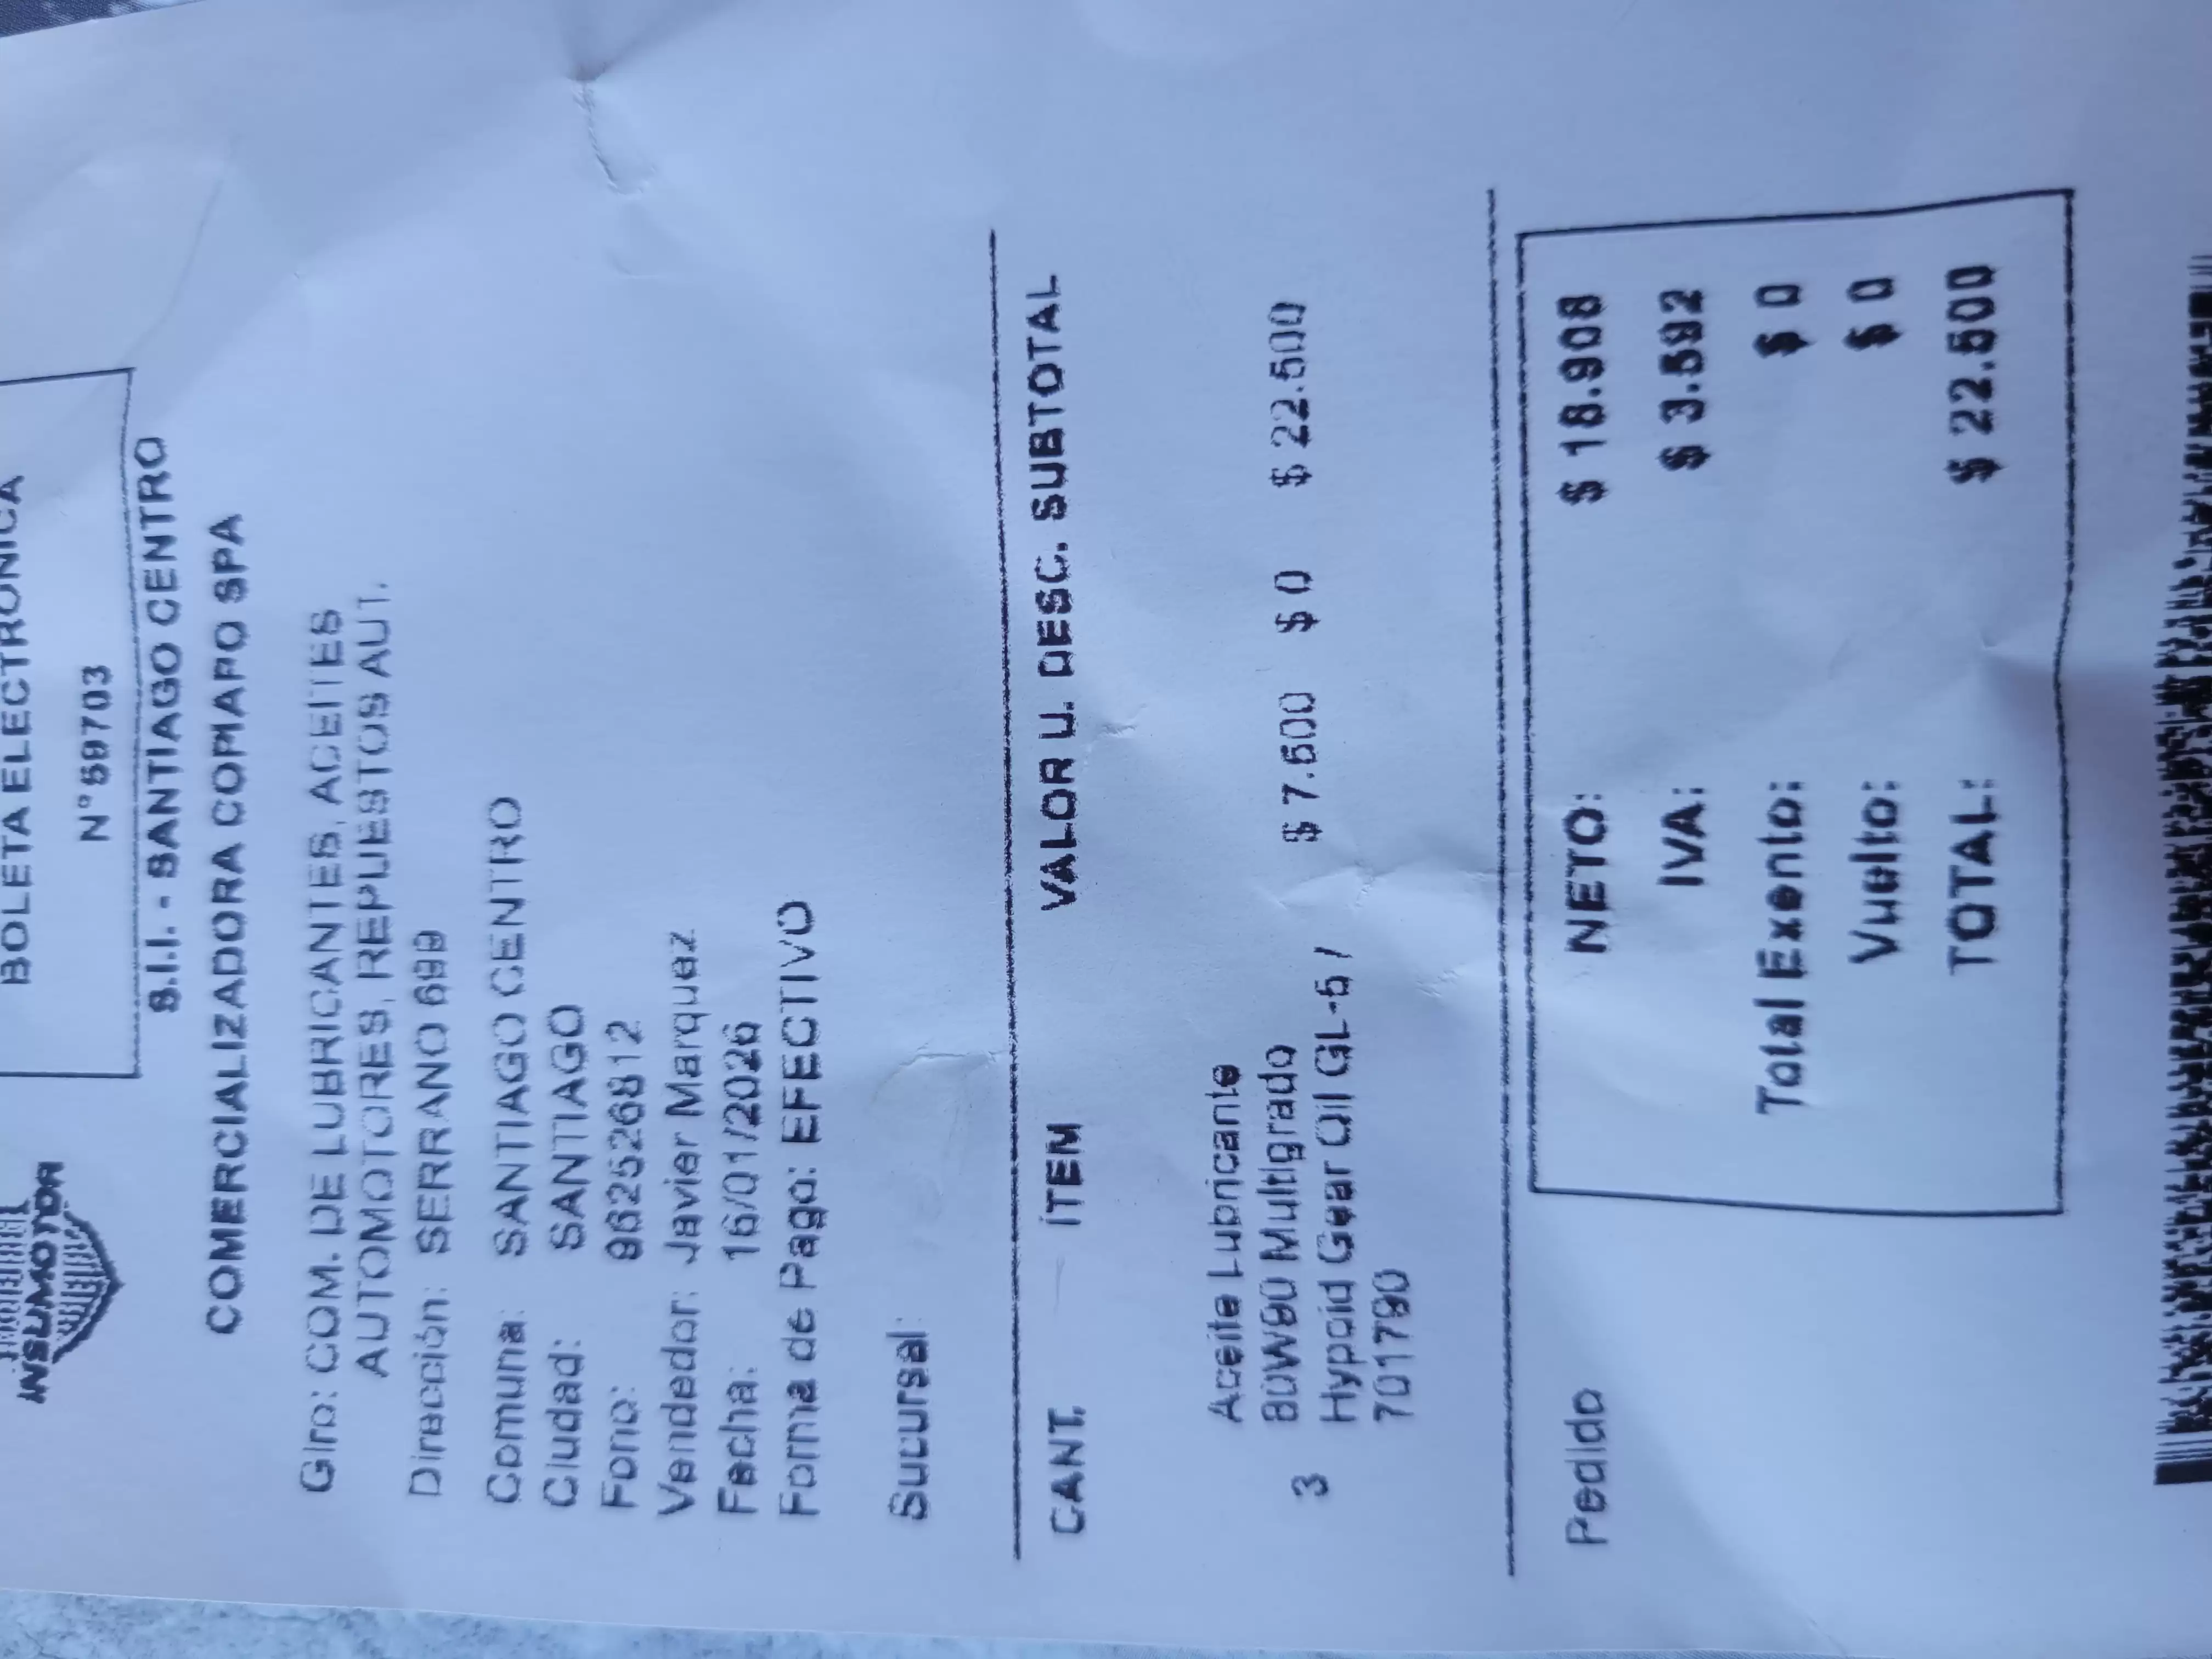 INSUMOTOR
BOLETA ELECTRONICA
N°59703
S.I.I. - SANTIAGO CENTRO
COMERCIALIZADORA COPIAPO SPA
Giro: COM. DE LUBRICANTES, ACEITES
AUTOMOTORES, REPUESTOS AUT.
Dirección: SERRANO 699
Comuna: SANTIAGO CENTRO
Ciudad: SANTIAGO
Fono: 962526812
Vendedor: Javier Marquez
Fecha: 16/01/2026
Forma de Pago: EFECTIVO
Sucursal:
CANT. ÍTEM VALOR U. DESC. SUBTOTAL
Aceite Lubricante
80W90 Multigrado
3 Hypoid Gear Oil GL-5 / $ 7.500 $ 0 $ 22.500
701790
Pedido
NETO: $ 18.908
IVA: $ 3.592
Total Exento: $ 0
Vuelto: $ 0
TOTAL: $ 22.500